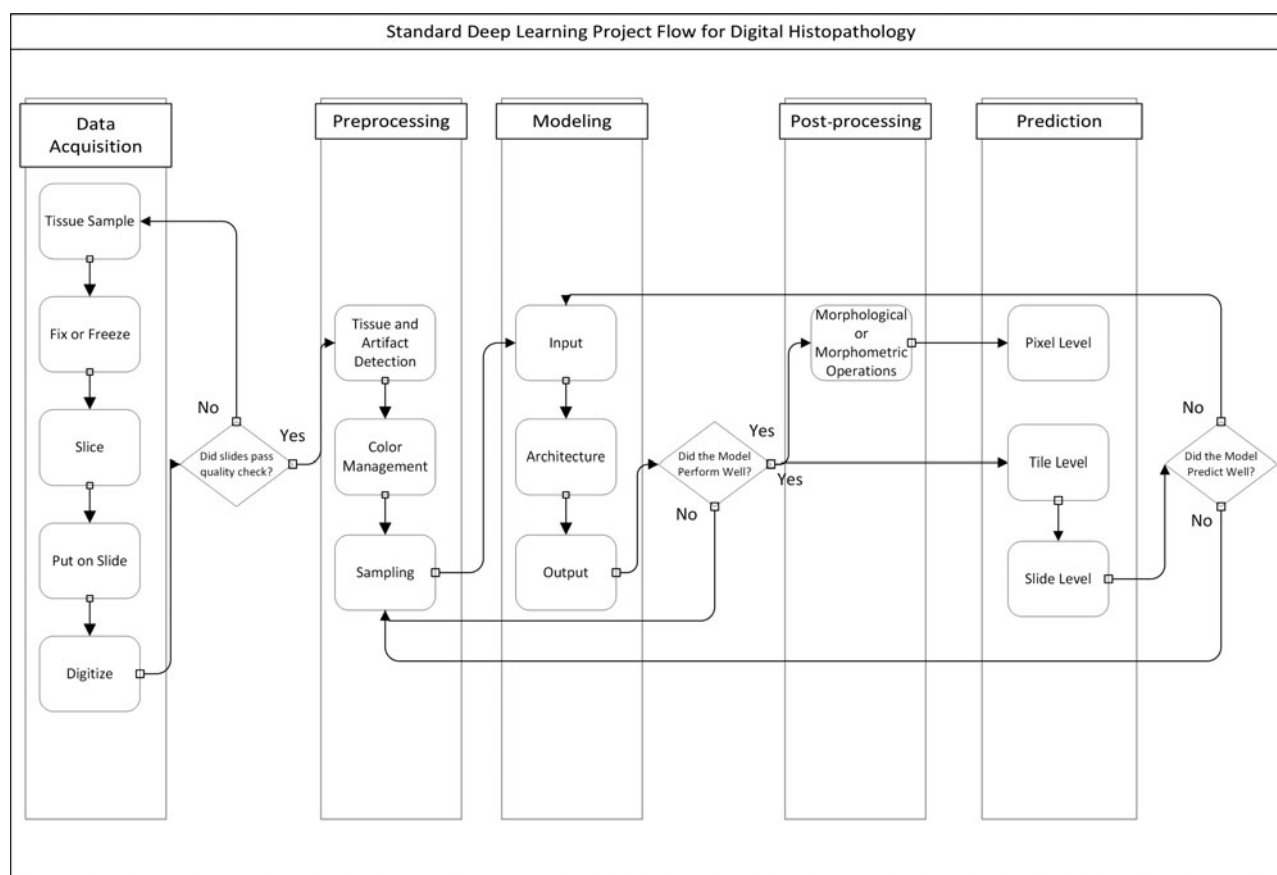 Standard Deep Learning Project Flow for Digital Histopathology
Data
Acquisition
Tissue Sample
Fix or Freeze
Slice
Put on Slide
Digitize
No
Did slides pass
quality check?
Yes
Preprocessing
Tissue and
Artifact
Detection
Color
Management
Sampling
Modeling
Input
Architecture
Output
Did the Model
Perform Well?
Yes
Yes
No
Post-processing
Morphological
or
Morphometric
Operations
Prediction
Pixel Level
Tile Level
Slide Level
No
Did the Model
Predict Well?
No